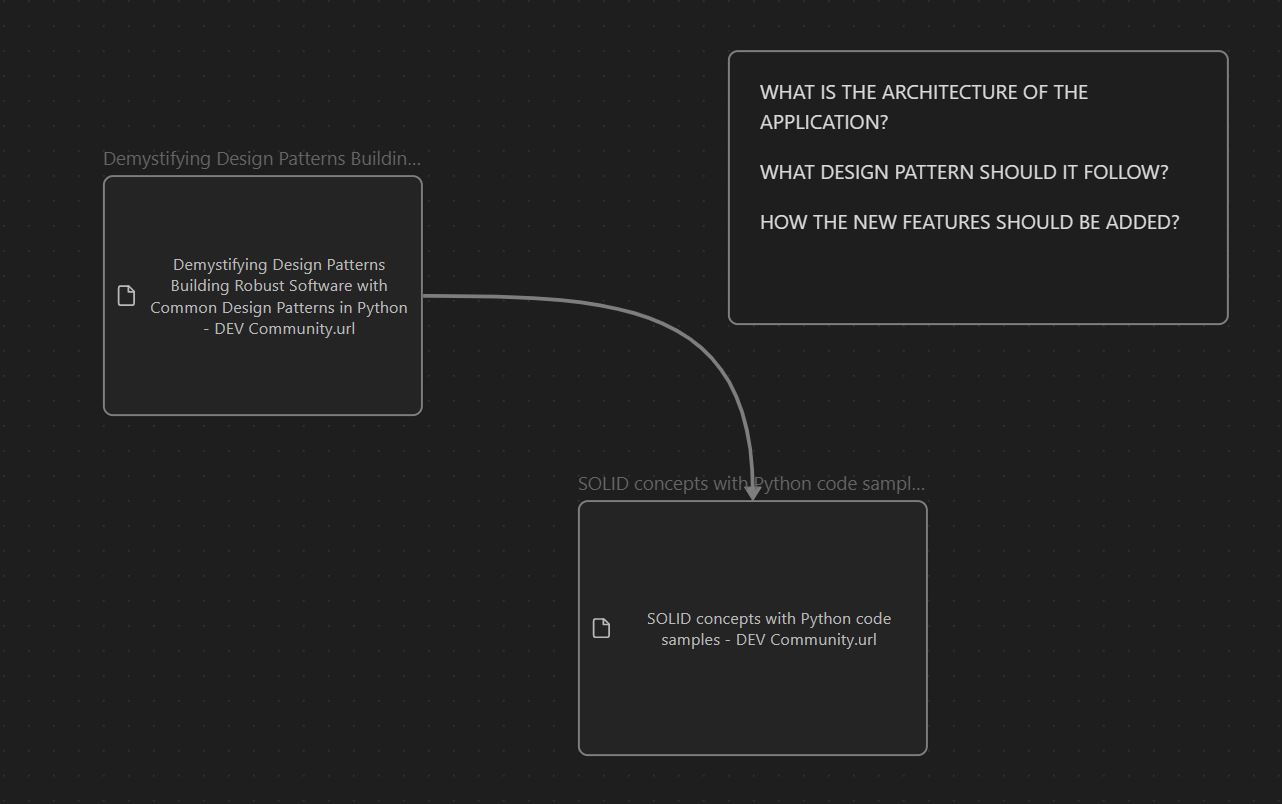 WHAT IS THE ARCHITECTURE OF THE
APPLICATION?
WHAT DESIGN PATTERN SHOULD IT FOLLOW?
HOW THE NEW FEATURES SHOULD BE ADDED?
Demystifying Design Patterns Buildin...
Demystifying Design Patterns
Building Robust Software with
Common Design Patterns in Python
- DEV Community.url
SOLID concepts with Python code sampl...
SOLID concepts with Python code
samples - DEV Community.url